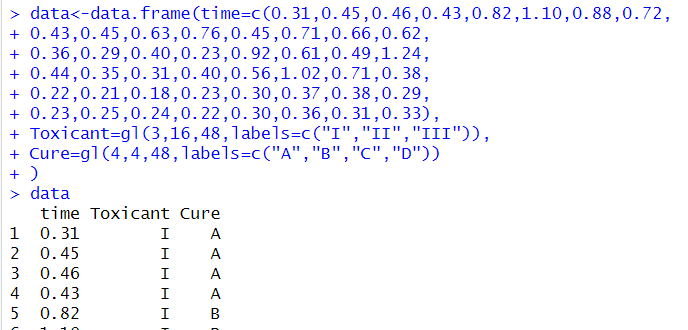 > data<-data.frame(time=c(0.31,0.45,0.46,0.43,0.82,1.10,0.88,0.72,
+ 0.43,0.45,0.63,0.76,0.45,0.71,0.66,0.62,
+ 0.36,0.29,0.40,0.23,0.92,0.61,0.49,1.24,
+ 0.44,0.35,0.31,0.40,0.56,1.02,0.71,0.38,
+ 0.22,0.21,0.18,0.23,0.30,0.37,0.38,0.29,
+ 0.23,0.25,0.24,0.22,0.30,0.36,0.31,0.33),
+ Toxicant=gl(3,16,48,labels=c("I","II","III")),
+ Cure=gl(4,4,48,labels=c("A","B","C","D"))
+ )
> data
time Toxicant Cure
1 0.31 I A
2 0.45 I A
3 0.46 I A
4 0.43 I A
5 0.82 I B